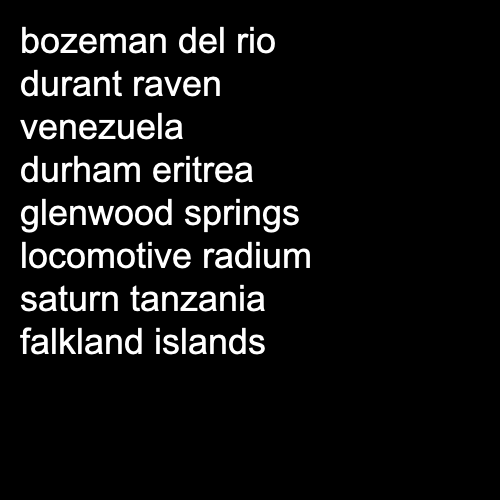 bozeman del rio
durant raven
venezuela
durham eritrea
glenwood springs
locomotive radium
saturn tanzania
falkland islands